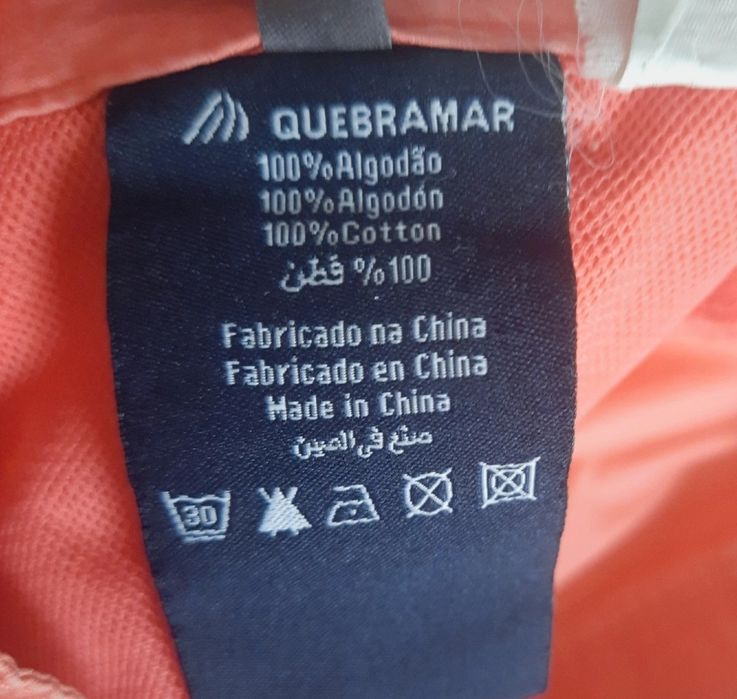 QUEBRAMAR
100%Algodão
100%Algodón
100%Cotton
100% قطن
Fabricado na China
Fabricado en China
Made in China
صنع في الصين
30